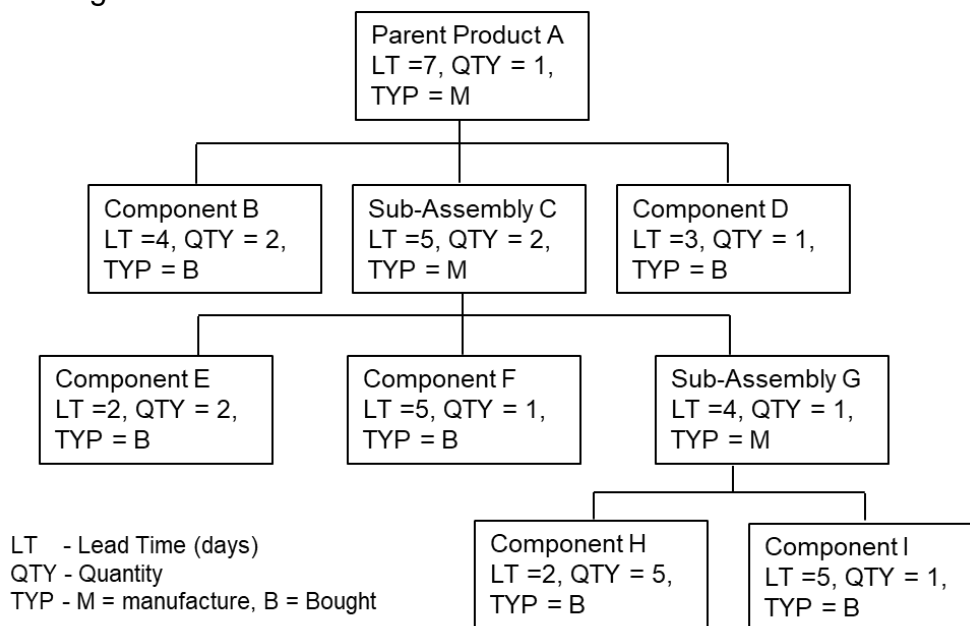 Parent Product A
LT =7, QTY = 1,
TYP = M
Component B
LT =4, QTY = 2,
TYP = B
Sub-Assembly C
LT =5, QTY = 2,
TYP = M
Component D
LT =3, QTY = 1,
TYP = B
Component E
LT =2, QTY = 2,
TYP = B
Component F
LT =5, QTY = 1,
TYP = B
Sub-Assembly G
LT =4, QTY = 1,
TYP = M
Component H
LT =2, QTY = 5,
TYP = B
Component I
LT =5, QTY = 1,
TYP = B
LT - Lead Time (days)
QTY - Quantity
TYP - M = manufacture, B = Bought